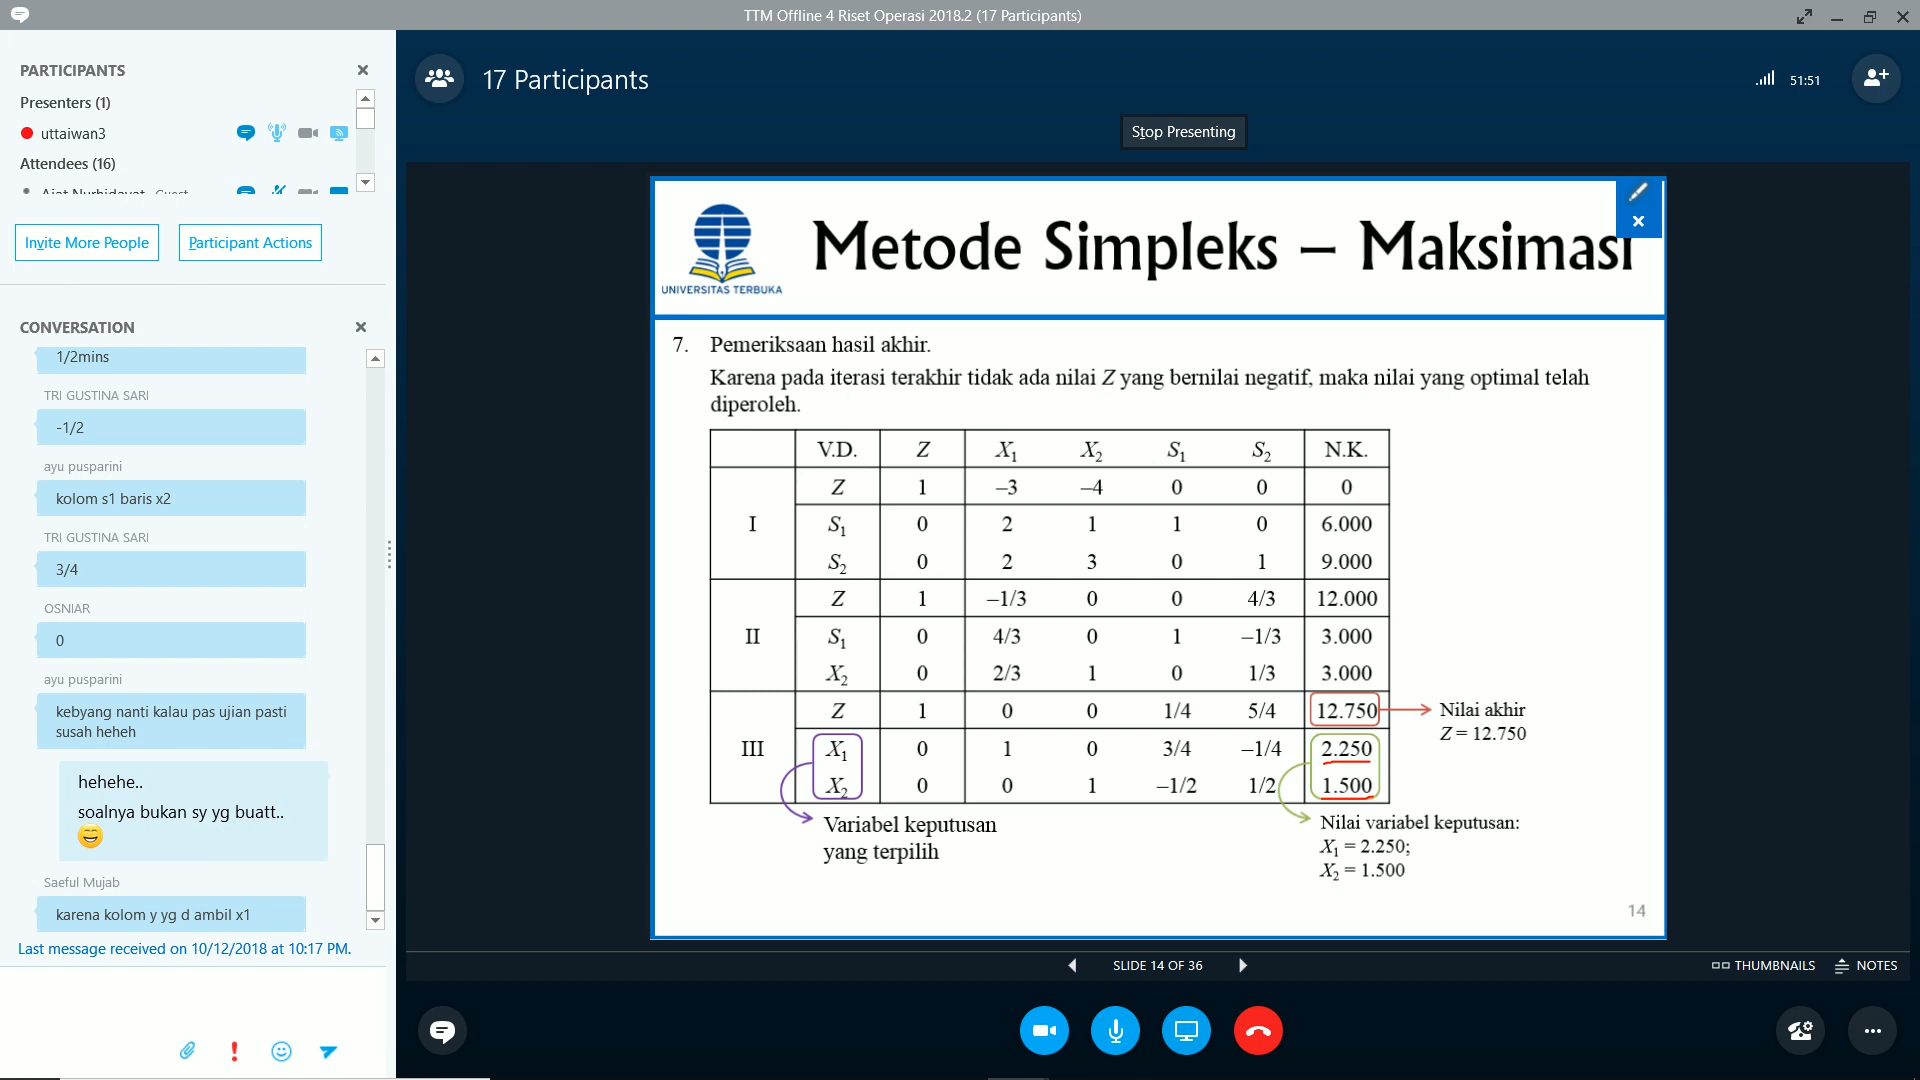 TTM Offline 4 Riset Operasi 2018.2 (17 Participants)
PARTICIPANTS
Presenters (1)
uttaiwan3
Attendees (16)
Ajat Nurhidayat Guest
Invite More People
Participant Actions
CONVERSATION
1/2mins
TRI GUSTINA SARI
-1/2
ayu pusparini
kolom s1 baris x2
TRI GUSTINA SARI
3/4
OSNIAR
0
ayu pusparini
kebyang nanti kalau pas ujian pasti
susah heheh
hehehe..
soalnya bukan sy yg buatt..
Saeful Mujab
karena kolom y yg d ambil x1
Last message received on 10/12/2018 at 10:17 PM.
17 Participants
51:51
Stop Presenting
UNIVERSITAS TERBUKA
Metode Simpleks – Maksimasi
7. Pemeriksaan hasil akhir.
Karena pada iterasi terakhir tidak ada nilai Z yang bernilai negatif, maka nilai yang optimal telah
diperoleh.
V.D. Z X₁ X₂ S₁ S₂ N.K.
Z 1 –3 –4 0 0 0
I S₁ 0 2 1 1 0 6.000
S₂ 0 2 3 0 1 9.000
Z 1 –1/3 0 0 4/3 12.000
II S₁ 0 4/3 0 1 –1/3 3.000
X₂ 0 2/3 1 0 1/3 3.000
Z 1 0 0 1/4 5/4 12.750
III X₁ 0 1 0 3/4 –1/4 2.250
X₂ 0 0 1 –1/2 1/2 1.500
Nilai akhir
Z = 12.750
Variabel keputusan
yang terpilih
Nilai variabel keputusan:
X₁ = 2.250;
X₂ = 1.500
14
SLIDE 14 OF 36
THUMBNAILS
NOTES